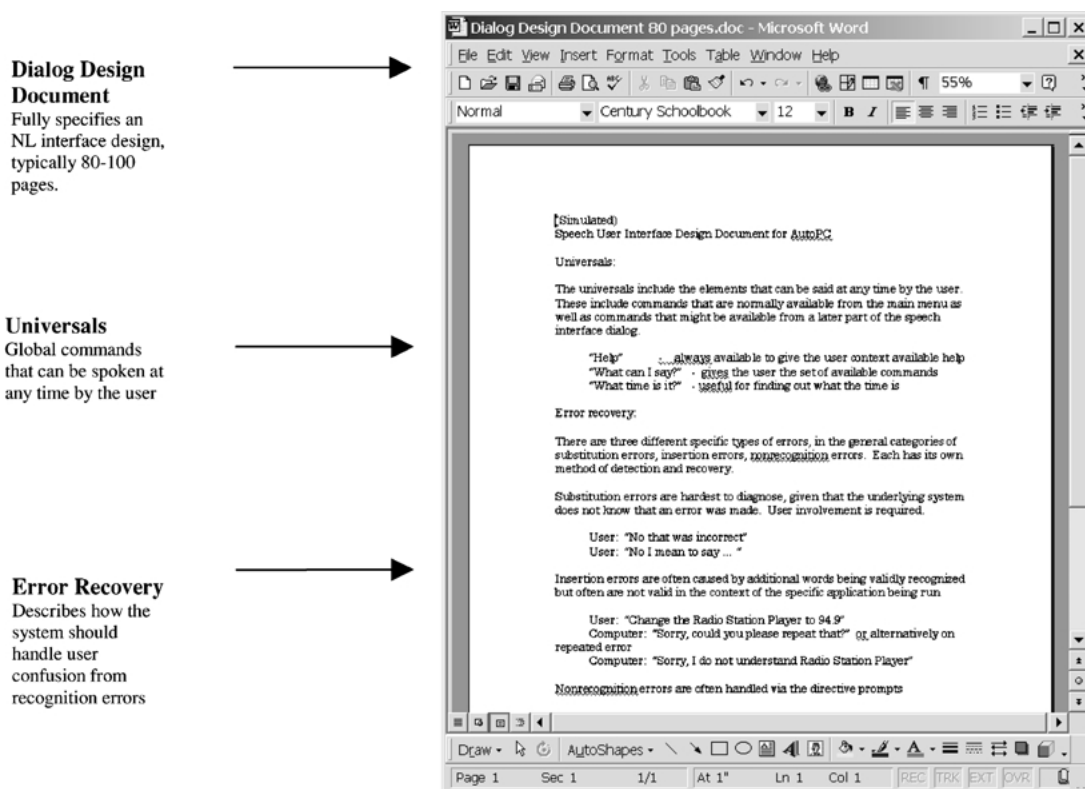 Dialog Design
Document
Fully specifies an
NL interface design,
typically 80-100
pages.
Universals
Global commands
that can be spoken at
any time by the user
Error Recovery
Describes how the
system should
handle user
confusion from
recognition errors
Dialog Design Document 80 pages.doc - Microsoft Word
File Edit View Insert Format Tools Table Window Help
55%
Normal Century Schoolbook 12 B I
(Simulated)
Speech User Interface Design Document for AutoPC
Universals:
The universals include the elements that can be said at any time by the user.
These include commands that are normally available from the main menu as
well as commands that might be available from a later part of the speech
interface dialog.
"Help" - always available to give the user context available help
"What can I say?" - gives the user the set of available commands
"What time is it?" - useful for finding out what the time is
Error recovery:
There are three different specific types of errors, in the general categories of
substitution errors, insertion errors, nonrecognition errors. Each has its own
method of detection and recovery.
Substitution errors are hardest to diagnose, given that the underlying system
does not know that an error was made. User involvement is required.
User: "No that was incorrect"
User: "No I mean to say ... "
Insertion errors are often caused by additional words being validly recognized
but often are not valid in the context of the specific application being run
User: "Change the Radio Station Player to 94.9"
Computer: "Sorry, could you please repeat that?" or alternatively on
repeated error
Computer: "Sorry, I do not understand Radio Station Player"
Nonrecognition errors are often handled via the directive prompts
Draw AutoShapes
Page 1 Sec 1 1/1 At 1" Ln 1 Col 1 REC TRK EXT OVR